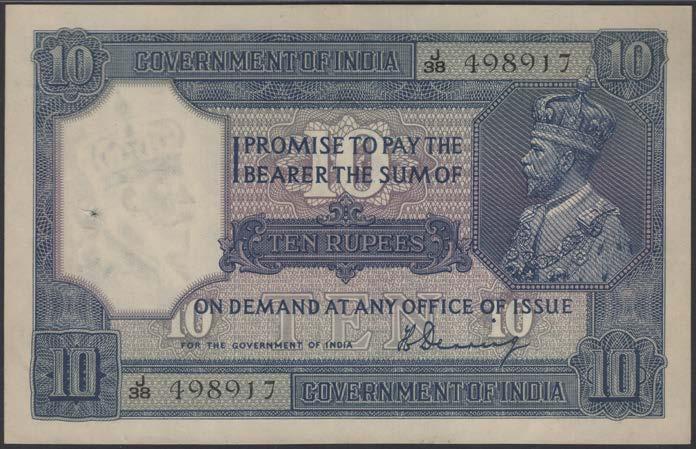 10 GOVERNMENT OF INDIA J/38 498917 10
10
I PROMISE TO PAY THE
BEARER THE SUM OF
TEN RUPEES
ON DEMAND AT ANY OFFICE OF ISSUE
10 TEN 10
FOR THE GOVERNMENT OF INDIA
10 J/38 498917 GOVERNMENT OF INDIA 10